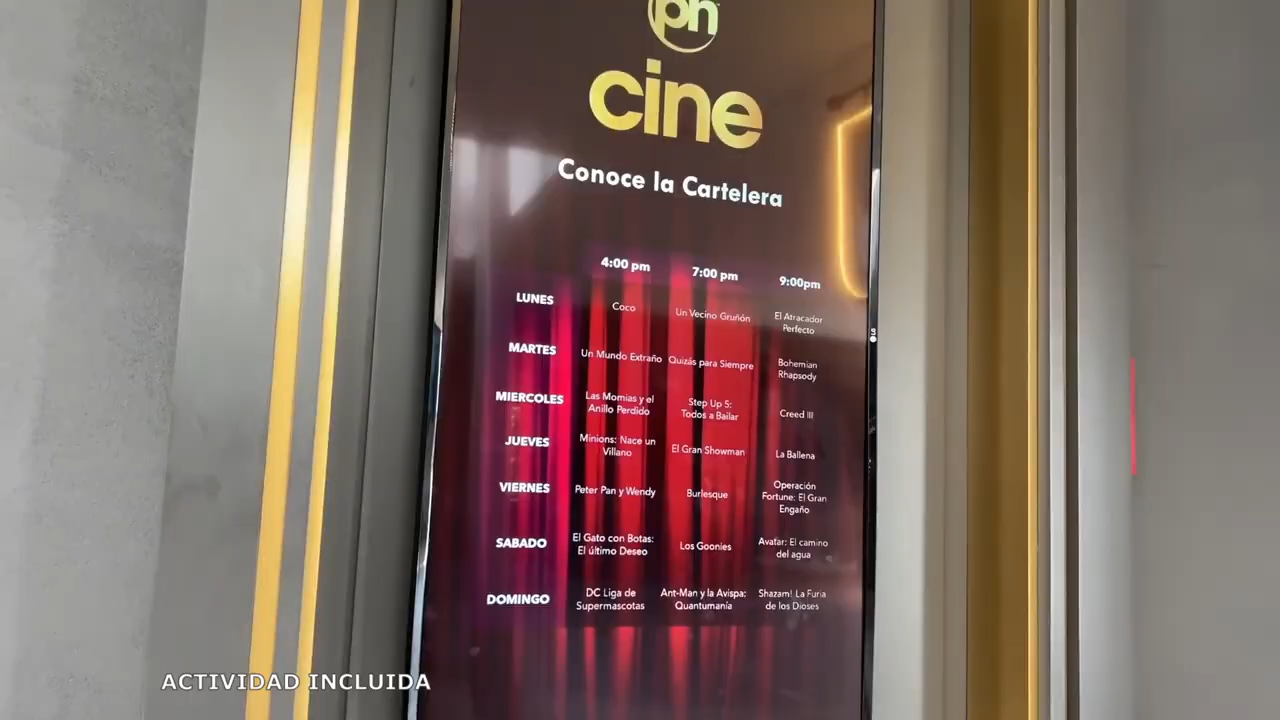 ph
cine
Conoce la Cartelera
4:00 pm 7:00 pm 9:00pm
LUNES Coco Un Vecino Gruñón El Atracador
Perfecto
MARTES Un Mundo Extraño Quizás para Siempre Bohemian
Rhapsody
MIERCOLES Las Momias y el Step Up 5: Creed III
Anillo Perdido Todos a Bailar
JUEVES Minions: Nace un El Gran Showman La Ballena
Villano
VIERNES Peter Pan y Wendy Burlesque Operación
Fortune: El Gran
Engaño
SABADO El Gato con Botas: Los Goonies Avatar: El camino
El último Deseo del agua
DOMINGO DC Liga de Ant-Man y la Avispa: Shazam! La Furia
Supermascotas Quantumanía de los Dioses
ACTIVIDAD INCLUIDA